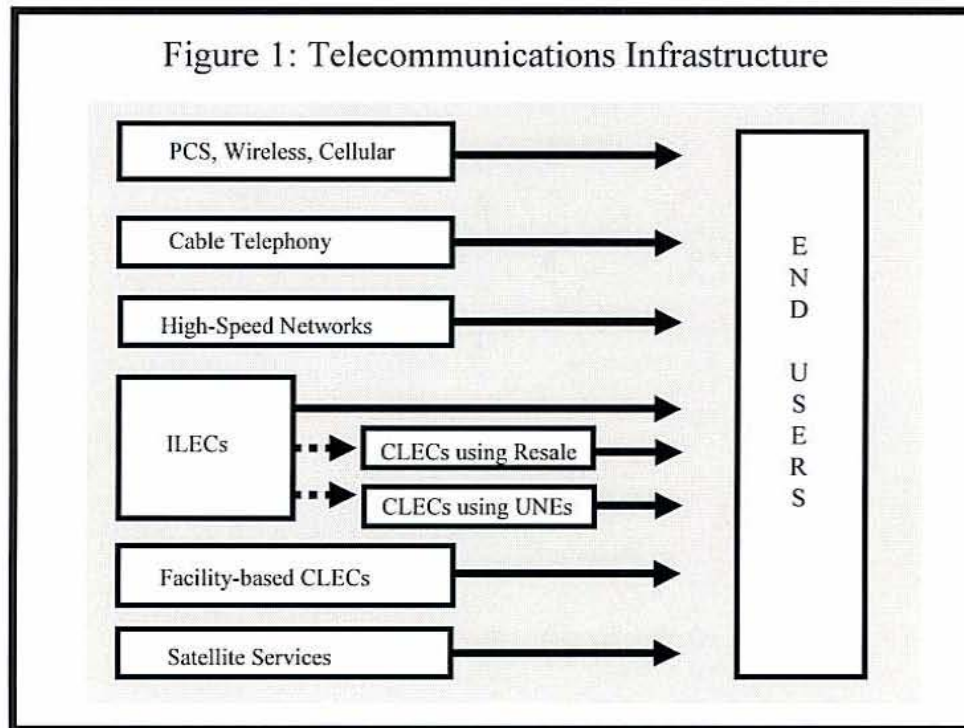 Figure 1: Telecommunications Infrastructure
PCS, Wireless, Cellular
Cable Telephony
High-Speed Networks
ILECs
CLECs using Resale
CLECs using UNEs
Facility-based CLECs
Satellite Services
E
N
D
U
S
E
R
S